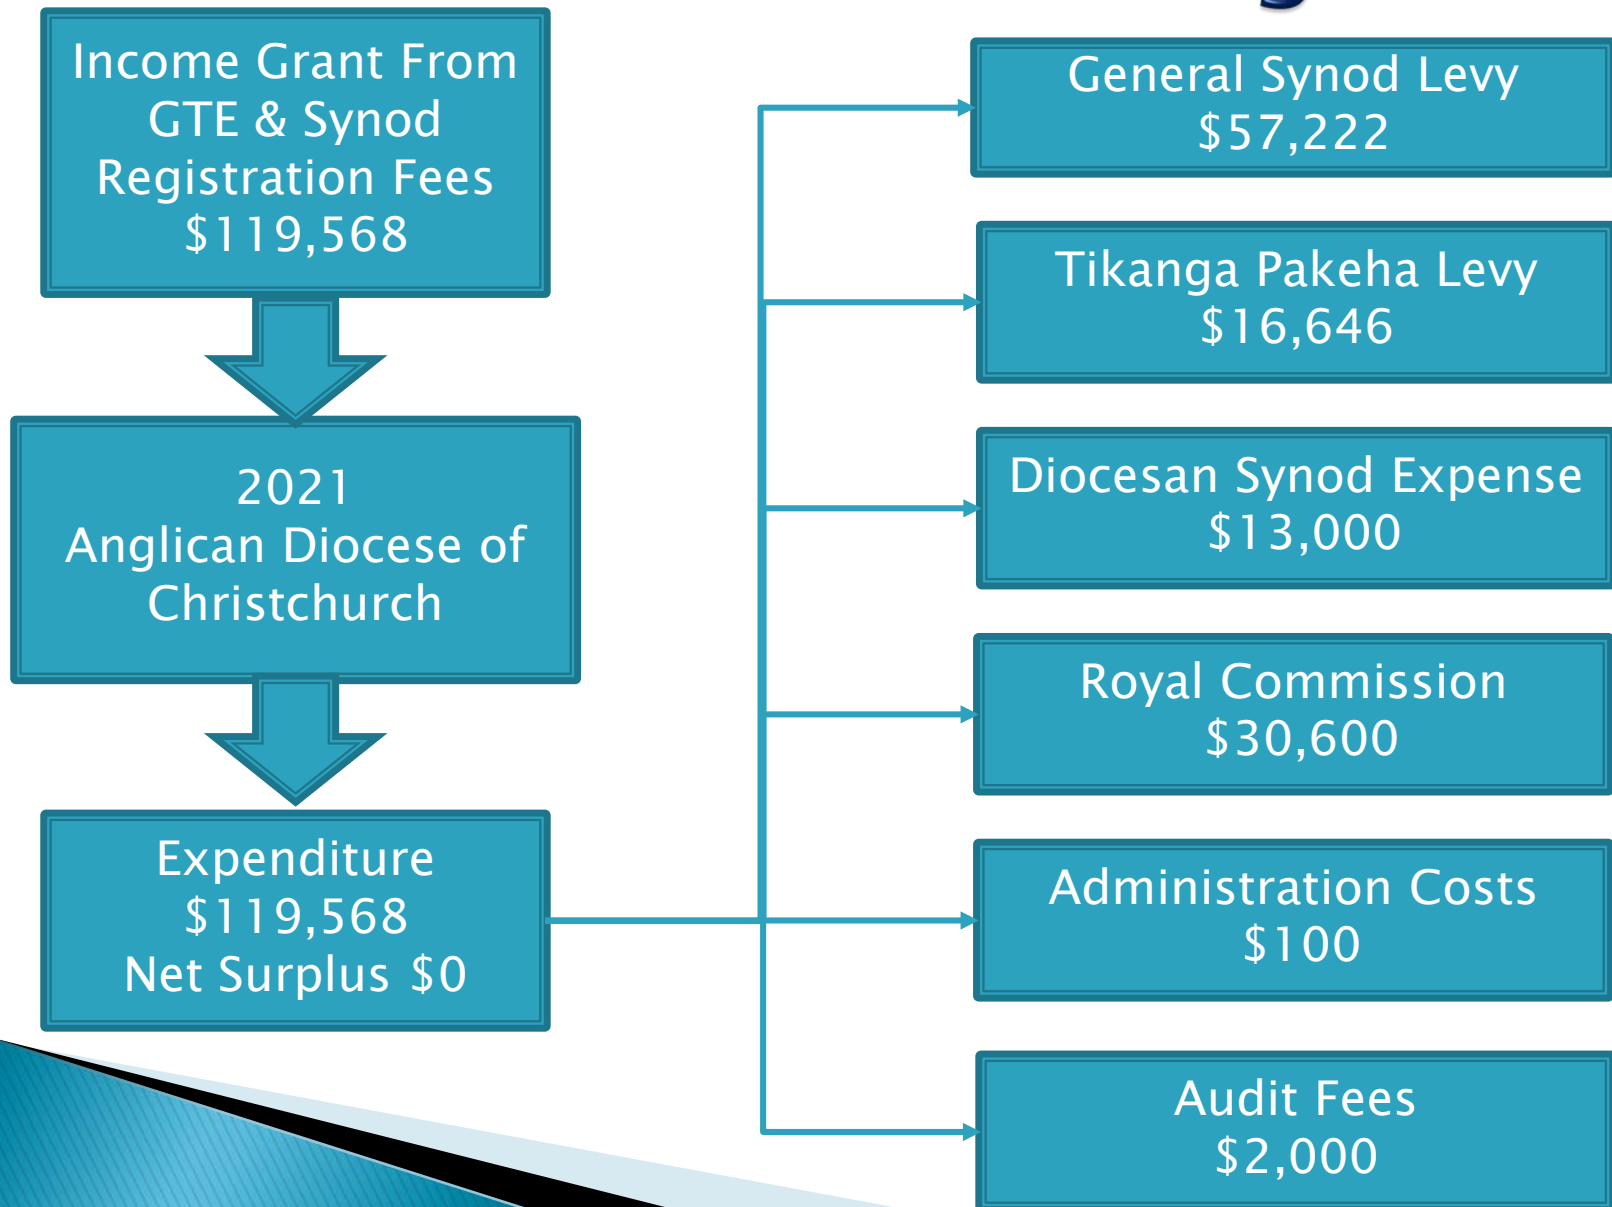 Income Grant From
GTE & Synod
Registration Fees
$119,568
2021
Anglican Diocese of
Christchurch
Expenditure
$119,568
Net Surplus $0
General Synod Levy
$57,222
Tikanga Pakeha Levy
$16,646
Diocesan Synod Expense
$13,000
Royal Commission
$30,600
Administration Costs
$100
Audit Fees
$2,000